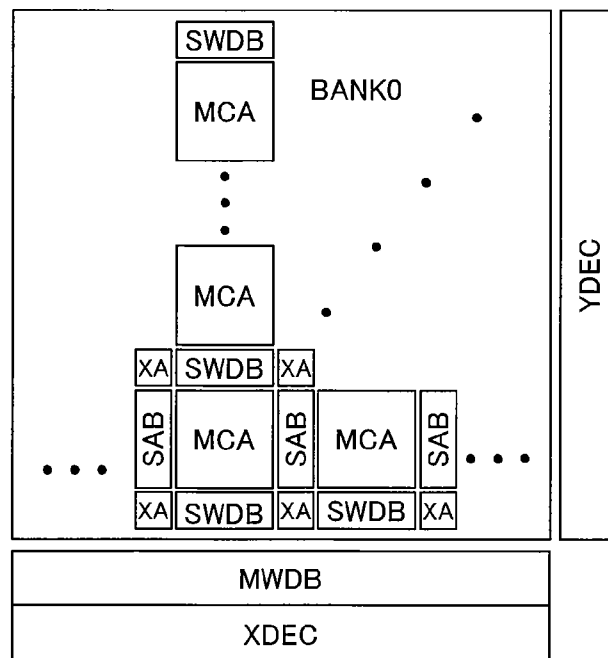 SWDB
MCA BANK0
MCA
XA SWDB XA
SAB MCA SAB MCA SAB
XA SWDB XA SWDB XA
YDEC
MWDB
XDEC